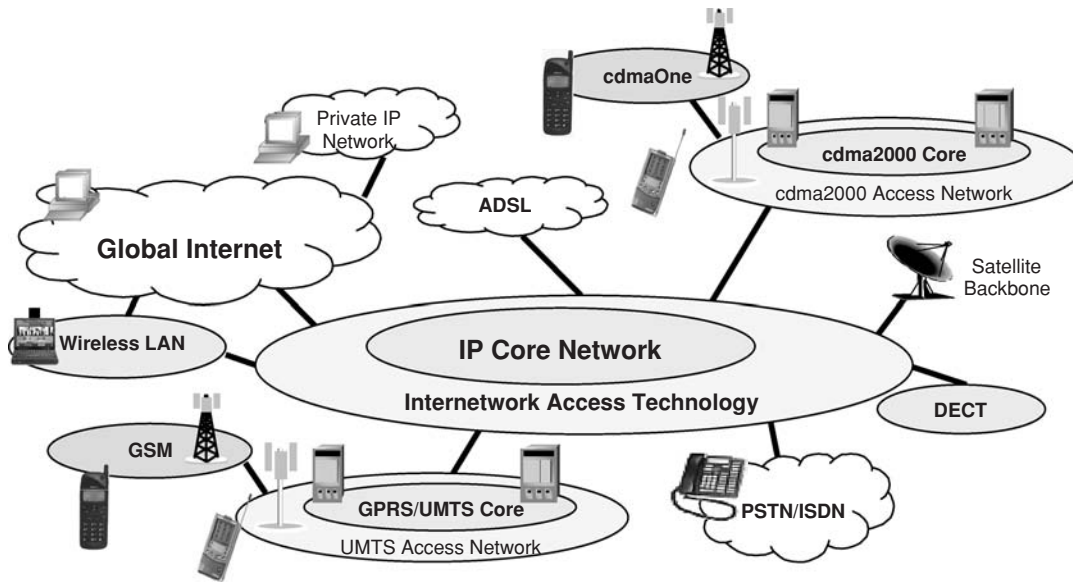 cdmaOne
Private IP
Network
cdma2000 Core
cdma2000 Access Network
ADSL
Global Internet
Satellite
Backbone
Wireless LAN
IP Core Network
Internetwork Access Technology
DECT
GSM
GPRS/UMTS Core
PSTN/ISDN
UMTS Access Network